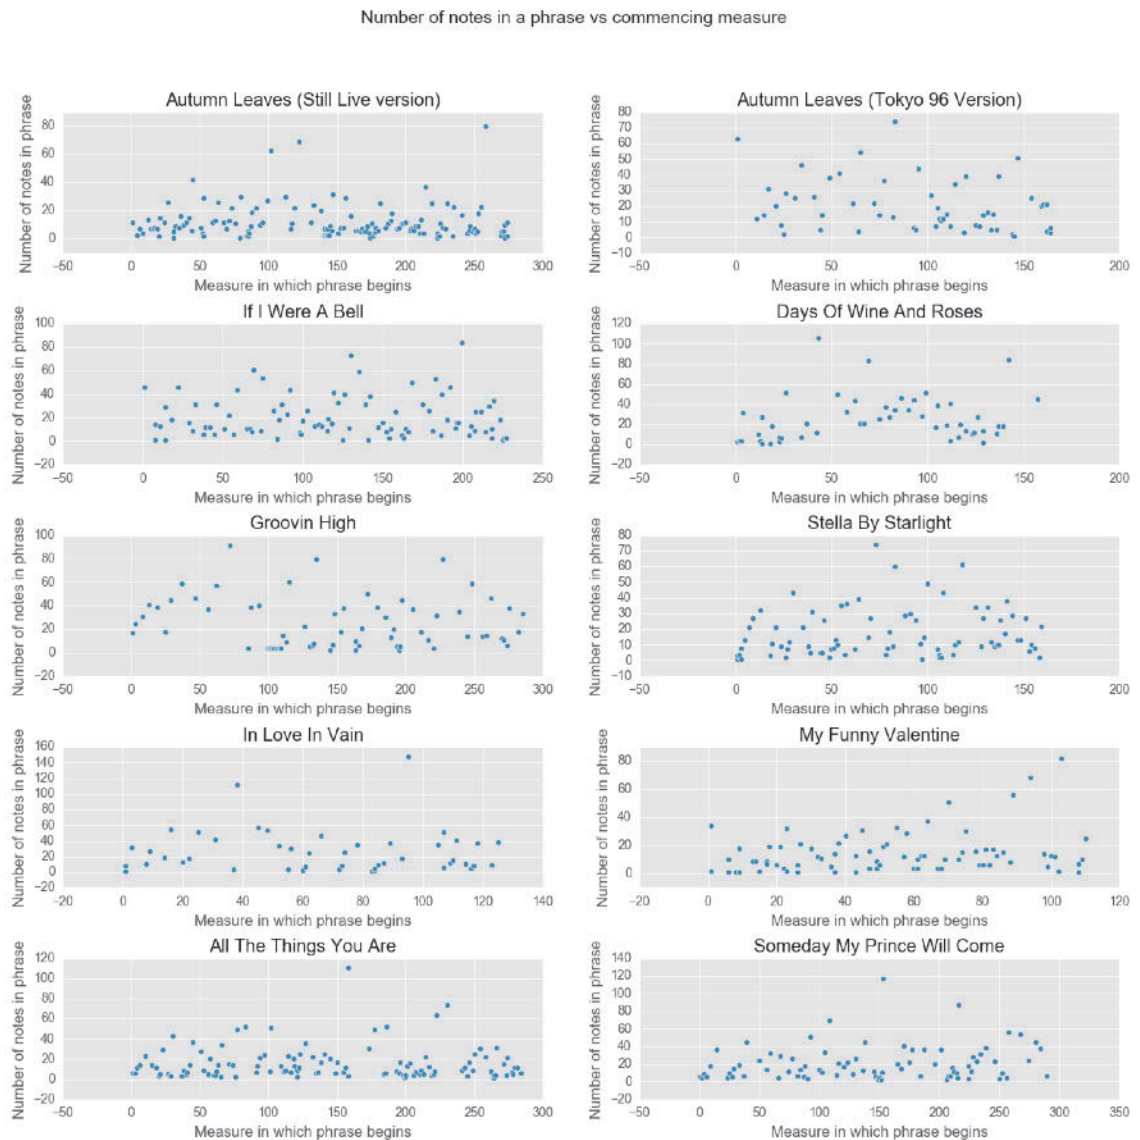 Number of notes in a phrase vs commencing measure
Autumn Leaves (Still Live version)
Number of notes in phrase
80
60
40
20
0
−50 0 50 100 150 200 250 300
Measure in which phrase begins
Autumn Leaves (Tokyo 96 Version)
Number of notes in phrase
80
70
60
50
40
30
20
10
0
−10
−50 0 50 100 150 200
Measure in which phrase begins
If I Were A Bell
Number of notes in phrase
100
80
60
40
20
0
−20
−50 0 50 100 150 200 250
Measure in which phrase begins
Days Of Wine And Roses
Number of notes in phrase
120
100
80
60
40
20
0
−20
−50 0 50 100 150 200
Measure in which phrase begins
Groovin High
Number of notes in phrase
100
80
60
40
20
0
−20
−50 0 50 100 150 200 250 300
Measure in which phrase begins
Stella By Starlight
Number of notes in phrase
80
70
60
50
40
30
20
10
0
−10
−50 0 50 100 150 200
Measure in which phrase begins
In Love In Vain
Number of notes in phrase
160
140
120
100
80
60
40
20
0
−20
−20 0 20 40 60 80 100 120 140
Measure in which phrase begins
My Funny Valentine
Number of notes in phrase
80
60
40
20
0
−20 0 20 40 60 80 100 120
Measure in which phrase begins
All The Things You Are
Number of notes in phrase
120
100
80
60
40
20
0
−20
−50 0 50 100 150 200 250 300
Measure in which phrase begins
Someday My Prince Will Come
Number of notes in phrase
140
120
100
80
60
40
20
0
−20
−50 0 50 100 150 200 250 300 350
Measure in which phrase begins